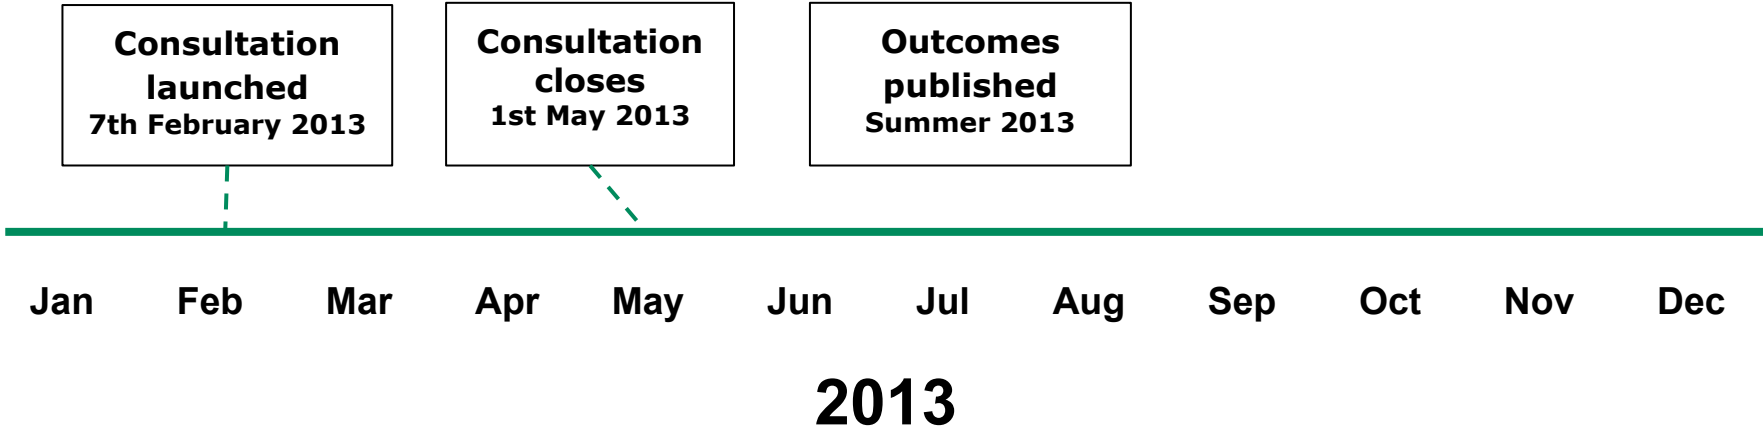 Consultation
launched
7th February 2013
Consultation
closes
1st May 2013
Outcomes
published
Summer 2013
Jan Feb Mar Apr May Jun Jul Aug Sep Oct Nov Dec
2013